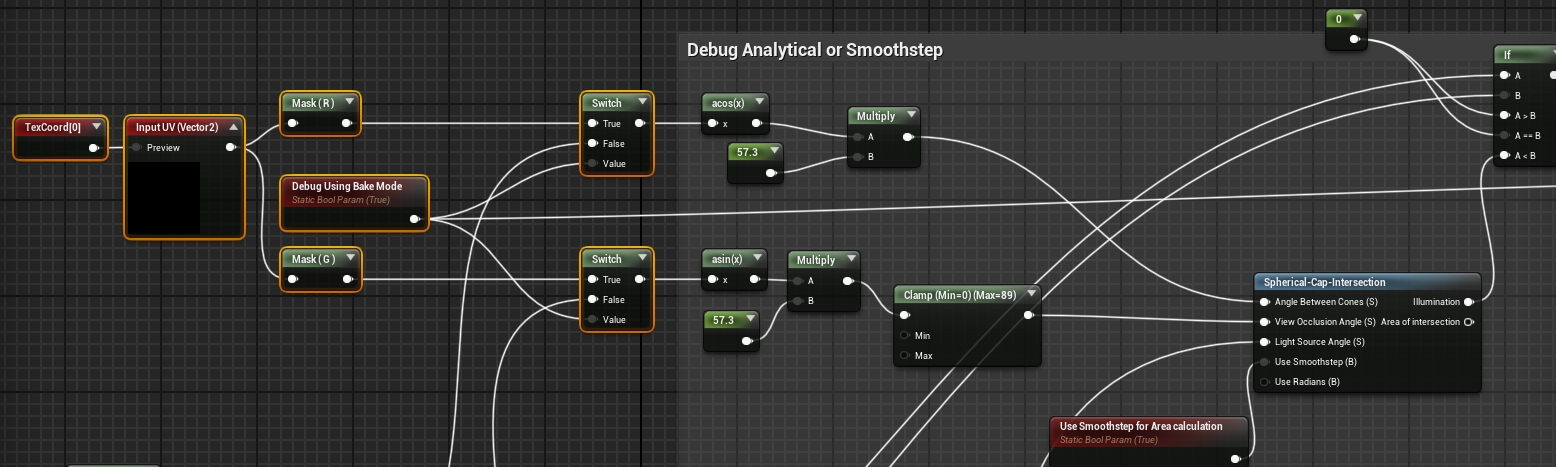 0
If
A
B
A > B
A == B
A < B
Debug Analytical or Smoothstep
TexCoord[0]
Input UV (Vector2)
Preview
Mask ( R )
Debug Using Bake Mode
Static Bool Param (True)
Mask ( G )
Switch
True
False
Value
Switch
True
False
Value
acos(x)
x
57.3
Multiply
A
B
asin(x)
x
57.3
Multiply
A
B
Clamp (Min=0) (Max=89)
Min
Max
Spherical-Cap-Intersection
Angle Between Cones (S) Illumination
View Occlusion Angle (S) Area of intersection
Light Source Angle (S)
Use Smoothstep (B)
Use Radians (B)
Use Smoothstep for Area calculation
Static Bool Param (True)